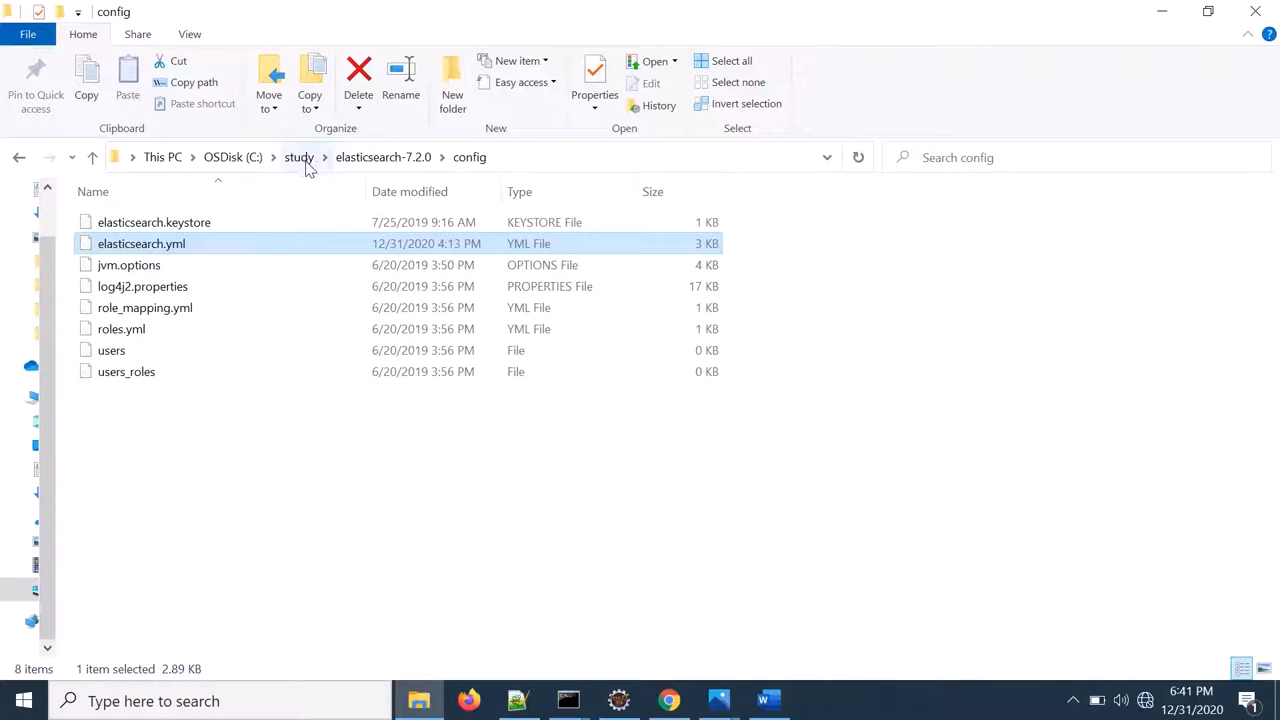 config
File Home Share View
Pin to Quick access
Copy
Paste
Cut
Copy path
Paste shortcut
Move to
Copy to
Delete
Rename
New folder
New item
Easy access
Properties
Open
Edit
History
Select all
Select none
Invert selection
Clipboard Organize New Open Select
This PC OSDisk (C:) study elasticsearch-7.2.0 config Search config
Name Date modified Type Size
elasticsearch.keystore 7/25/2019 9:16 AM KEYSTORE File 1 KB
elasticsearch.yml 12/31/2020 4:13 PM YML File 3 KB
jvm.options 6/20/2019 3:50 PM OPTIONS File 4 KB
log4j2.properties 6/20/2019 3:56 PM PROPERTIES File 17 KB
role_mapping.yml 6/20/2019 3:56 PM YML File 1 KB
roles.yml 6/20/2019 3:56 PM YML File 1 KB
users 6/20/2019 3:56 PM File 0 KB
users_roles 6/20/2019 3:56 PM File 0 KB
8 items 1 item selected 2.89 KB
Type here to search
6:41 PM
12/31/2020
1